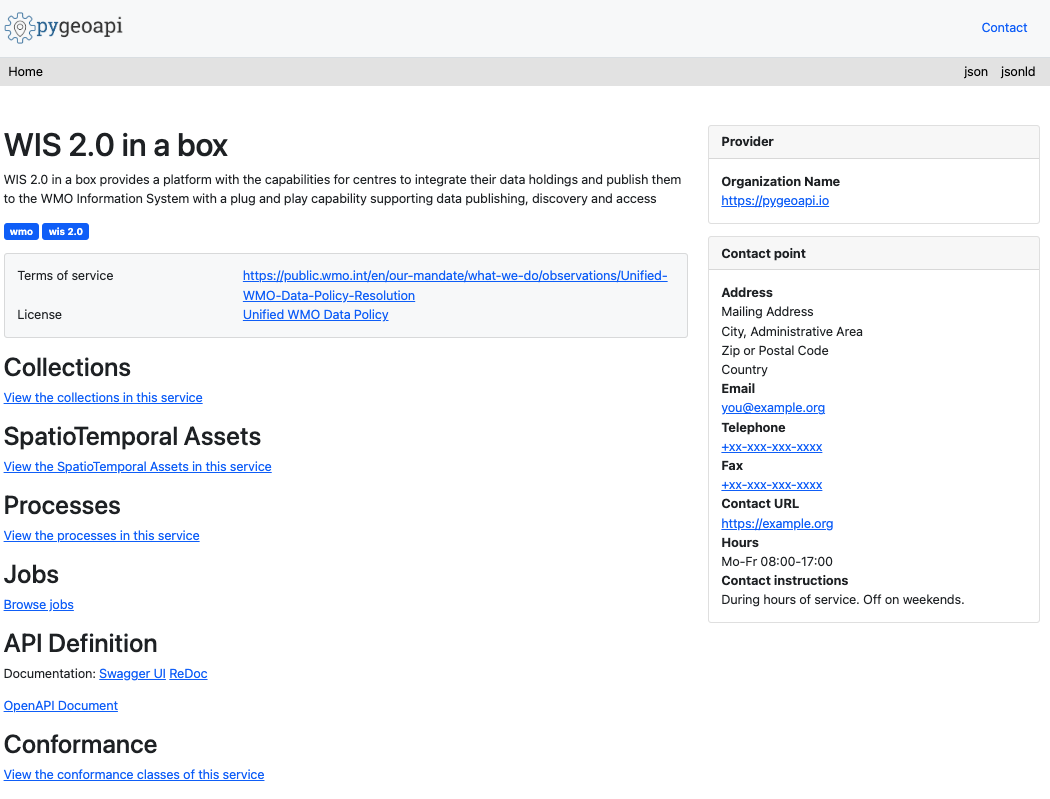 pygeoapi
Contact
Home
json jsonld
WIS 2.0 in a box
WIS 2.0 in a box provides a platform with the capabilities for centres to integrate their data holdings and publish them
to the WMO Information System with a plug and play capability supporting data publishing, discovery and access
wmo wis 2.0
Terms of service
https://public.wmo.int/en/our-mandate/what-we-do/observations/Unified-
WMO-Data-Policy-Resolution
License
Unified WMO Data Policy
Collections
View the collections in this service
SpatioTemporal Assets
View the SpatioTemporal Assets in this service
Processes
View the processes in this service
Jobs
Browse jobs
API Definition
Documentation: Swagger UI ReDoc
OpenAPI Document
Conformance
View the conformance classes of this service
Provider
Organization Name
https://pygeoapi.io
Contact point
Address
Mailing Address
City, Administrative Area
Zip or Postal Code
Country
Email
you@example.org
Telephone
+xx-xxx-xxx-xxxx
Fax
+xx-xxx-xxx-xxxx
Contact URL
https://example.org
Hours
Mo-Fr 08:00-17:00
Contact instructions
During hours of service. Off on weekends.